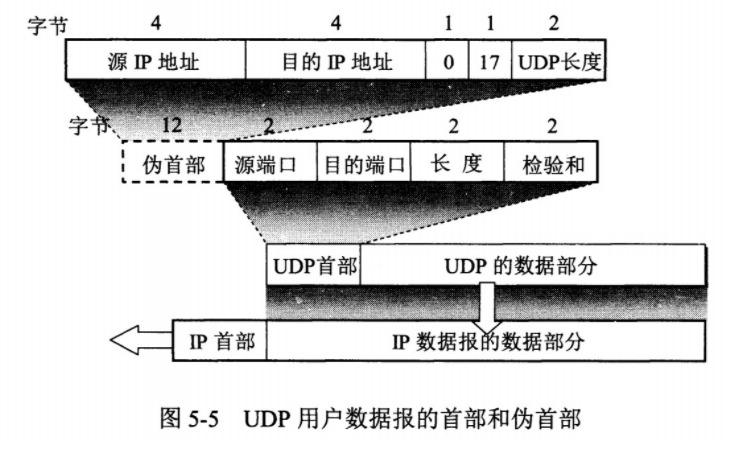 字节 4 4 1 1 2
源 IP 地址 目的 IP 地址 0 17 UDP长度
字节 12 2 2 2 2
伪首部 源端口 目的端口 长 度 检验和
UDP首部 UDP 的数据部分
IP 首部 IP 数据报的数据部分
图 5-5 UDP 用户数据报的首部和伪首部